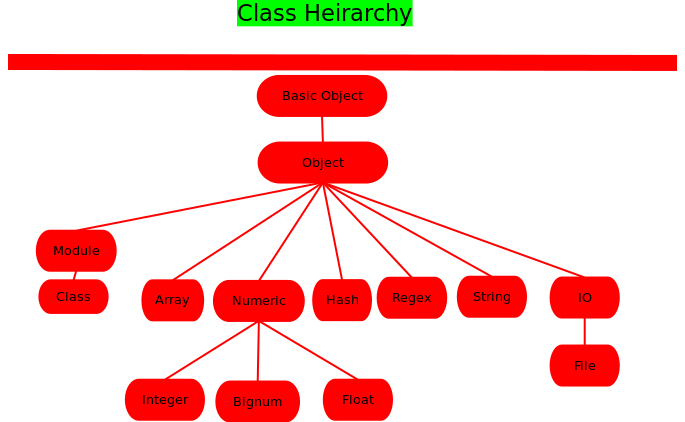 Class Heirarchy
Basic Object
Object
Module
Class
Array
Numeric
Hash
Regex
String
IO
File
Integer
Bignum
Float